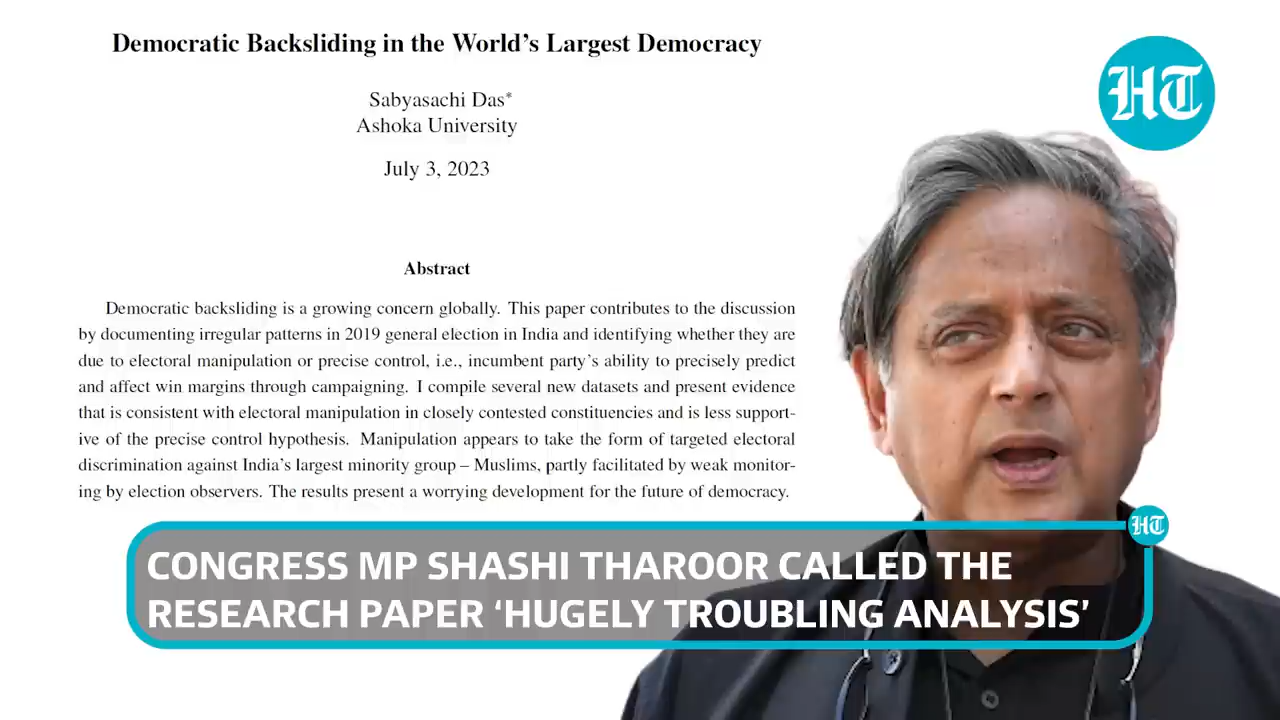 Democratic Backsliding in the World's Largest Democracy
Sabyasachi Das*
Ashoka University
July 3, 2023
Abstract
Democratic backsliding is a growing concern globally. This paper contributes to the discussion
by documenting irregular patterns in 2019 general election in India and identifying whether they are
due to electoral manipulation or precise control, i.e., incumbent party's ability to precisely predict
and affect win margins through campaigning. I compile several new datasets and present evidence
that is consistent with electoral manipulation in closely contested constituencies and is less support-
ive of the precise control hypothesis. Manipulation appears to take the form of targeted electoral
discrimination against India's largest minority group – Muslims, partly facilitated by weak monitor-
ing by election observers. The results present a worrying development for the future of democracy.
HT
HT
CONGRESS MP SHASHI THAROOR CALLED THE
RESEARCH PAPER ‘HUGELY TROUBLING ANALYSIS’